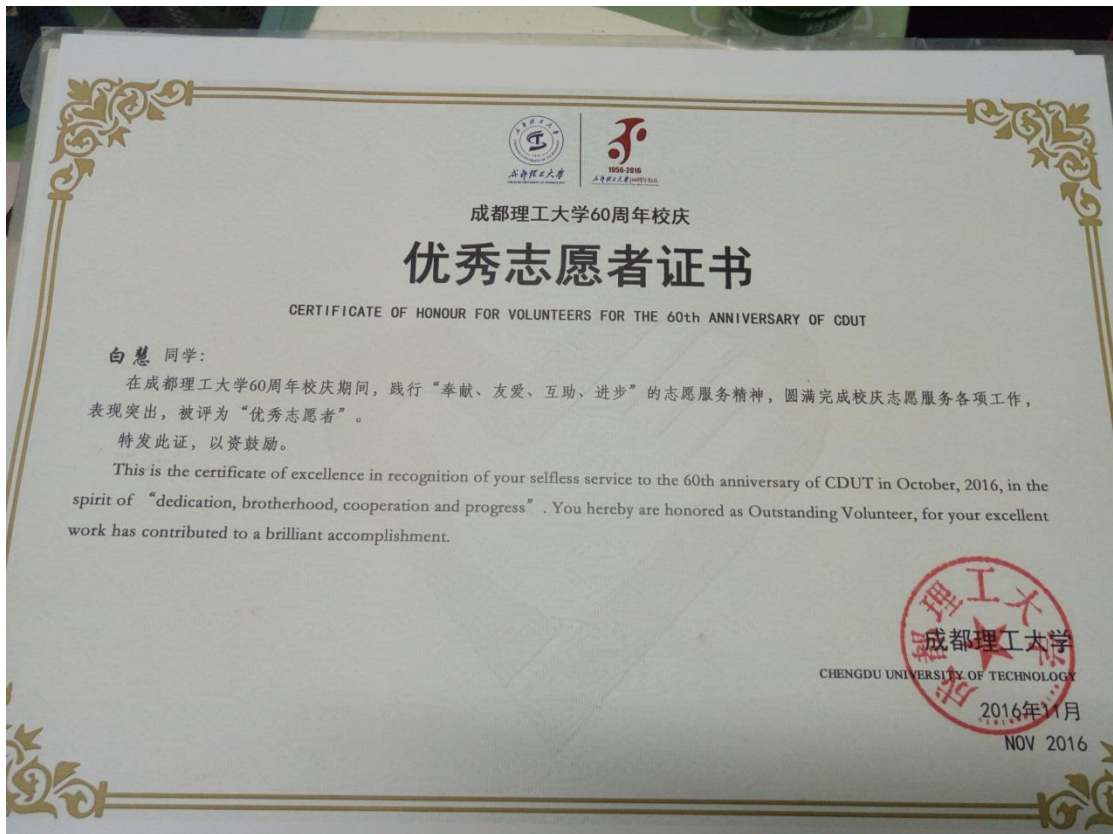 成都理工大学
1956-2016
成都理工大学
成都理工大学60周年校庆
优秀志愿者证书
CERTIFICATE OF HONOUR FOR VOLUNTEERS FOR THE 60th ANNIVERSARY OF CDUT
白慧 同学:
在成都理工大学60周年校庆期间,践行“奉献、友爱、互助、进步”的志愿服务精神,圆满完成校庆志愿服务各项工作,
表现突出,被评为“优秀志愿者”。
特发此证,以资鼓励。
This is the certificate of excellence in recognition of your selfless service to the 60th anniversary of CDUT in October, 2016, in the
spirit of “dedication, brotherhood, cooperation and progress”. You hereby are honored as Outstanding Volunteer, for your excellent
work has contributed to a brilliant accomplishment.
成都理工大学
成都理工大学
CHENGDU UNIVERSITY OF TECHNOLOGY
2016年11月
NOV 2016